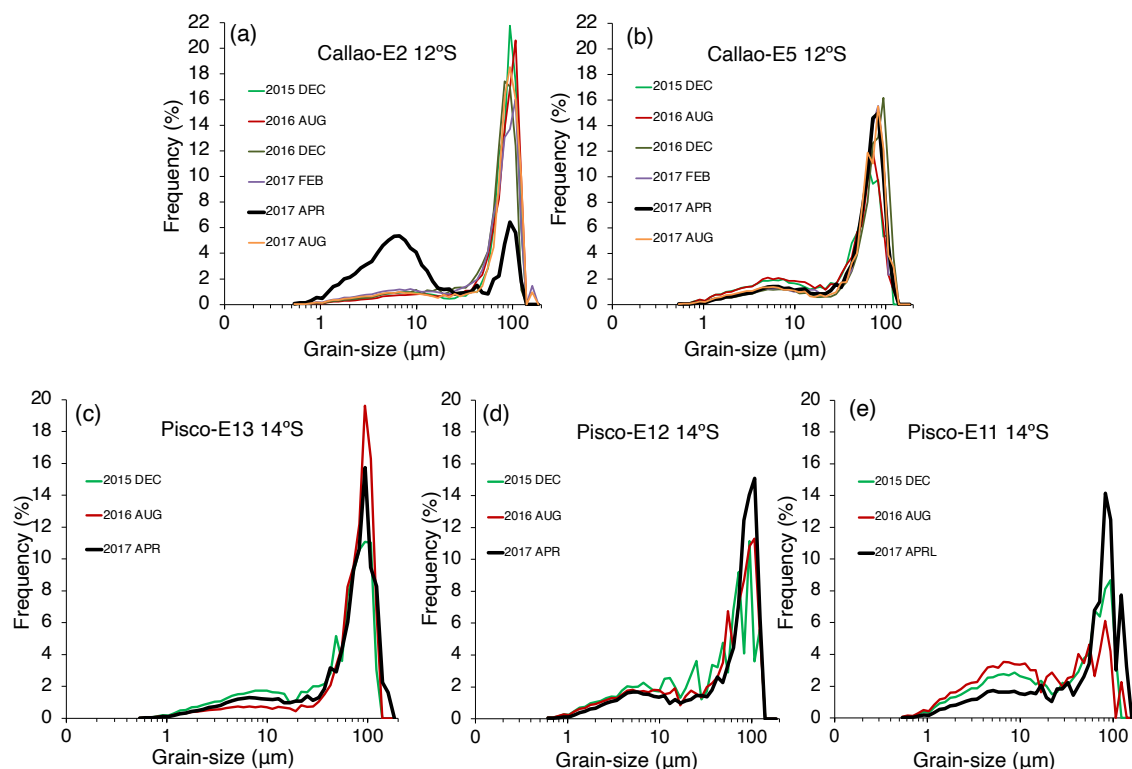 (a)
Callao-E2 12ºS
22
20
18
16
14
12
10
8
6
4
2
0
Frequency (%)
2015 DEC
2016 AUG
2016 DEC
2017 FEB
2017 APR
2017 AUG
0 1 10 100
Grain-size (µm)
(b)
Callao-E5 12ºS
22
20
18
16
14
12
10
8
6
4
2
0
Frequency (%)
2015 DEC
2016 AUG
2016 DEC
2017 FEB
2017 APR
2017 AUG
0 1 10 100
Grain-size (µm)
(c)
Pisco-E13 14ºS
20
18
16
14
12
10
8
6
4
2
0
Frequency (%)
2015 DEC
2016 AUG
2017 APR
0 1 10 100
Grain-size (µm)
(d)
Pisco-E12 14ºS
20
18
16
14
12
10
8
6
4
2
0
Frequency (%)
2015 DEC
2016 AUG
2017 APR
0 1 10 100
Grain-size (µm)
(e)
Pisco-E11 14ºS
20
18
16
14
12
10
8
6
4
2
0
Frequency (%)
2015 DEC
2016 AUG
2017 APRL
0 1 10 100
Grain-size (µm)